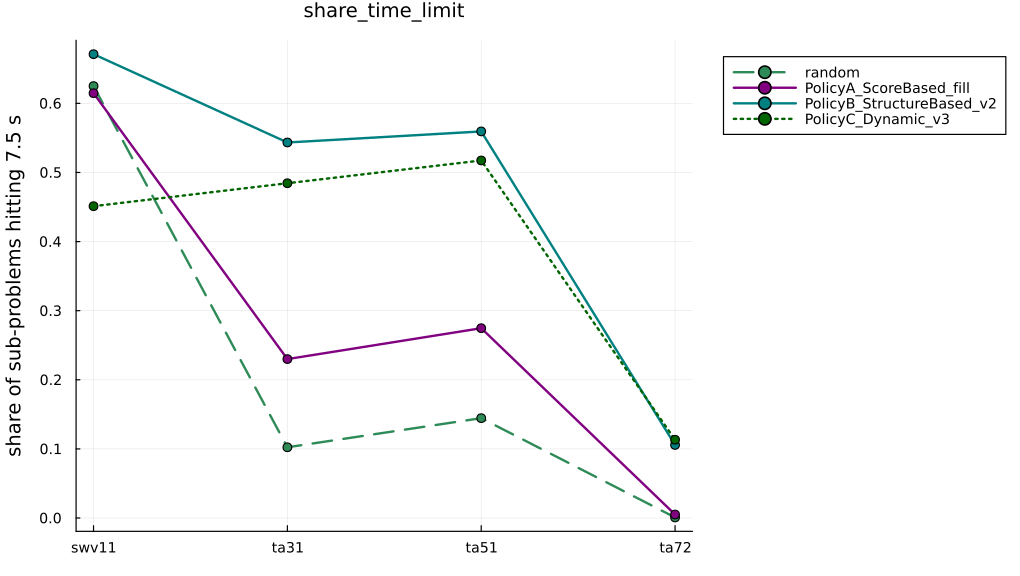 share_time_limit
share of sub-problems hitting 7.5 s
0.6
0.5
0.4
0.3
0.2
0.1
0.0
swv11
ta31
ta51
ta72
random
PolicyA_ScoreBased_fill
PolicyB_StructureBased_v2
PolicyC_Dynamic_v3